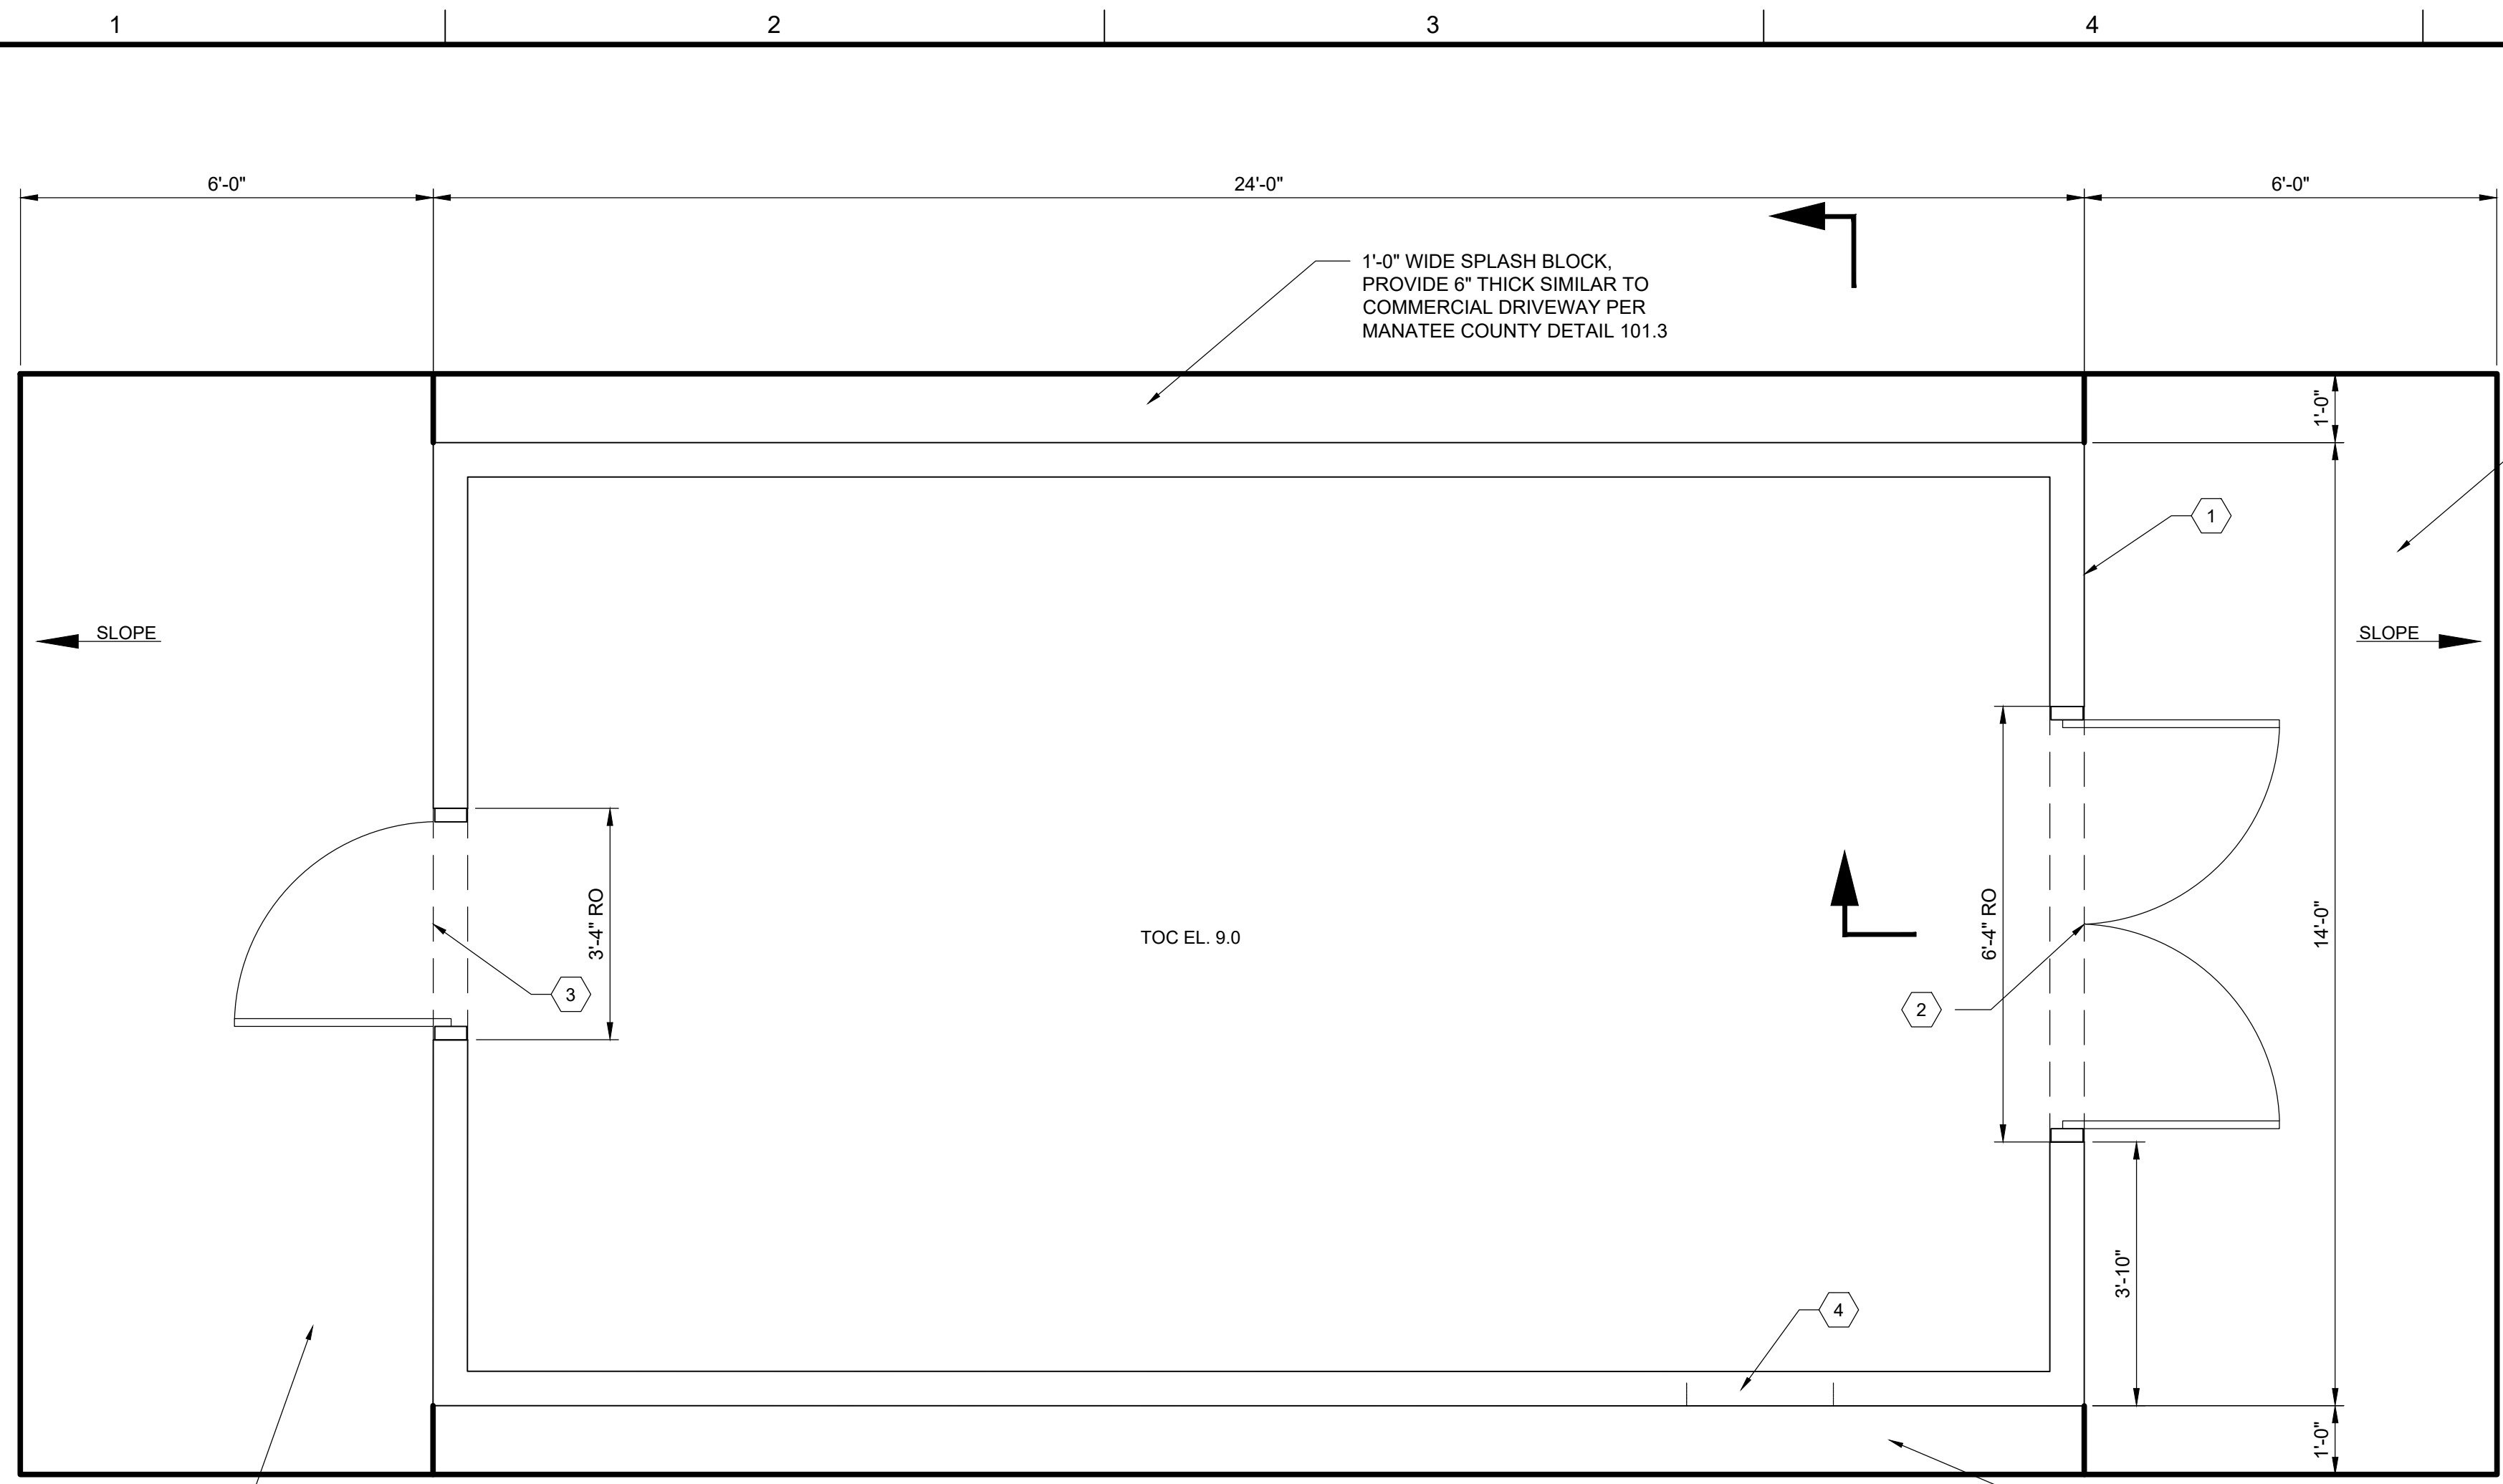 1
2
3
4
6'-0"
24'-0"
6'-0"
1'-0" WIDE SPLASH BLOCK,
PROVIDE 6" THICK SIMILAR TO
COMMERCIAL DRIVEWAY PER
MANATEE COUNTY DETAIL 101.3
1'-0"
1
SLOPE
SLOPE
3'-4" RO
TOC EL. 9.0
6'-4" RO
14'-0"
3
2
3'-10"
4
1'-0"